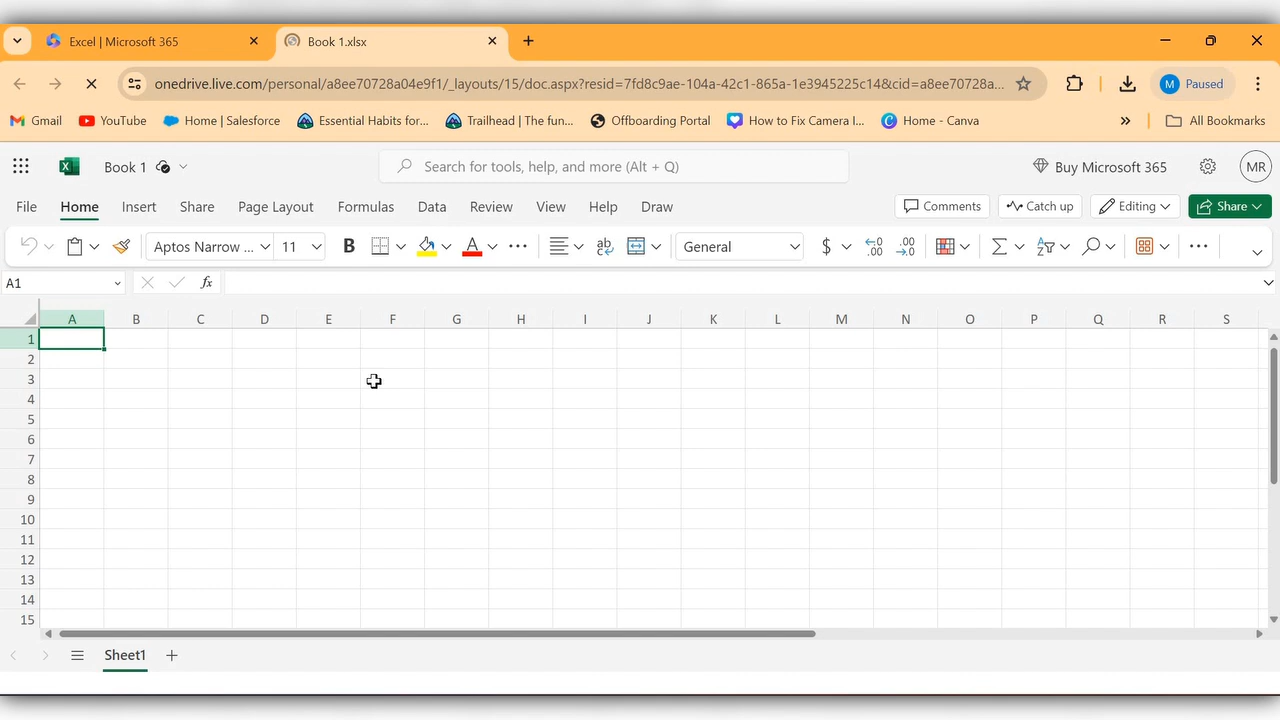 Excel | Microsoft 365 Book 1.xlsx
onedrive.live.com/personal/a8ee70728a04e9f1/_layouts/15/doc.aspx?resid=7fd8c9ae-104a-42c1-865a-1e3945225c14&cid=a8ee70728a... M Paused
Gmail YouTube Home | Salesforce Essential Habits for... Trailhead | The fun... Offboarding Portal How to Fix Camera I... Home - Canva » All Bookmarks
Book 1 Search for tools, help, and more (Alt + Q) Buy Microsoft 365 MR
File Home Insert Share Page Layout Formulas Data Review View Help Draw Comments Catch up Editing Share
Aptos Narrow ... 11 B A ab General $ .00 .00
A1 fx
A B C D E F G H I J K L M N O P Q R S
1
2
3
4
5
6
7
8
9
10
11
12
13
14
15
Sheet1